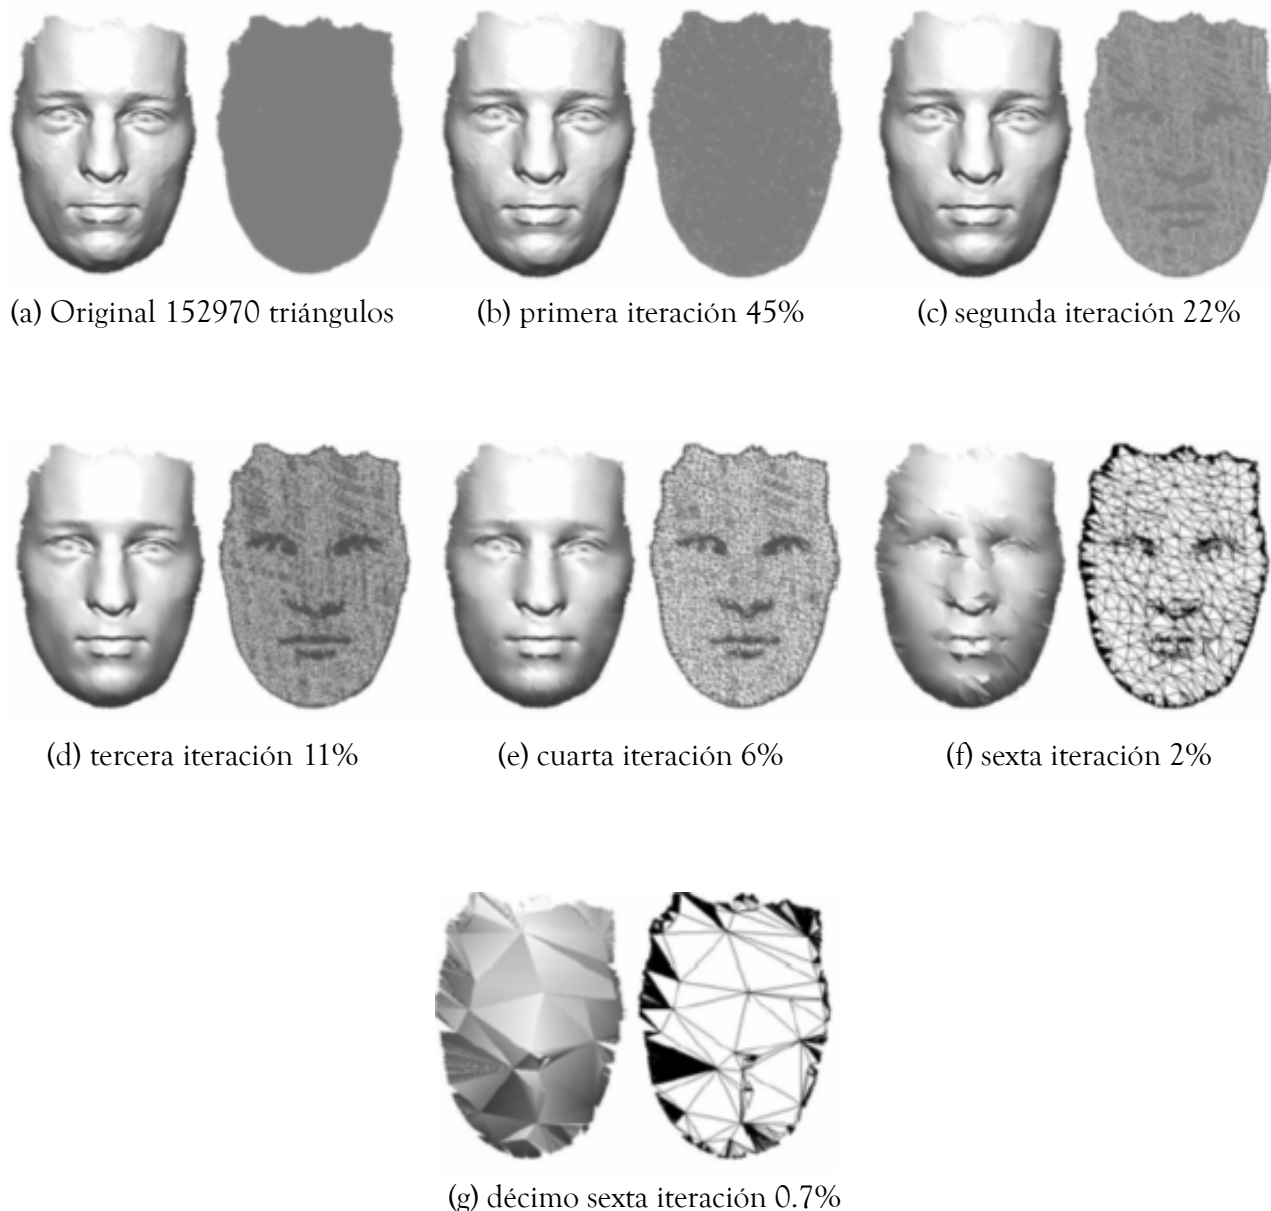 (a) Original 152970 triángulos
(b) primera iteración 45%
(c) segunda iteración 22%
(d) tercera iteración 11%
(e) cuarta iteración 6%
(f) sexta iteración 2%
(g) décimo sexta iteración 0.7%